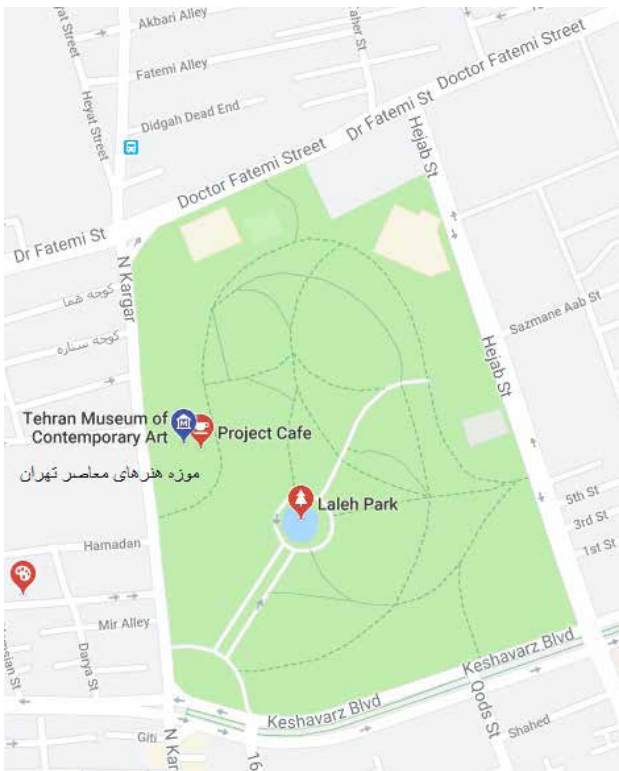 Akbari Alley
Heyat Street
Fatemi Alley
Heyat Street
Didgah Dead End
Doctor Fatemi Street
Dr Fatemi St
Doctor Fatemi Street
Dr Fatemi St
Hejab St
N Kargar
کوچه شما
کوچه ستاره
Sazmane Aab St
Hejab St
Tehran Museum of
Contemporary Art
Project Cafe
موزه هنرهای معاصر تهران
Laleh Park
5th St
3rd St
1st St
Hamadan
Mir Alley
Darya St
Keshavarz Blvd
Keshavarz Blvd
Qods St
Shahed
Giti
N Kar
16